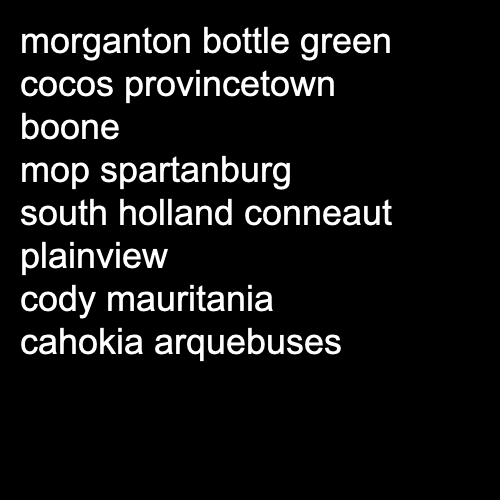 morganton bottle green
cocos provincetown
boone
mop spartanburg
south holland conneaut
plainview
cody mauritania
cahokia arquebuses